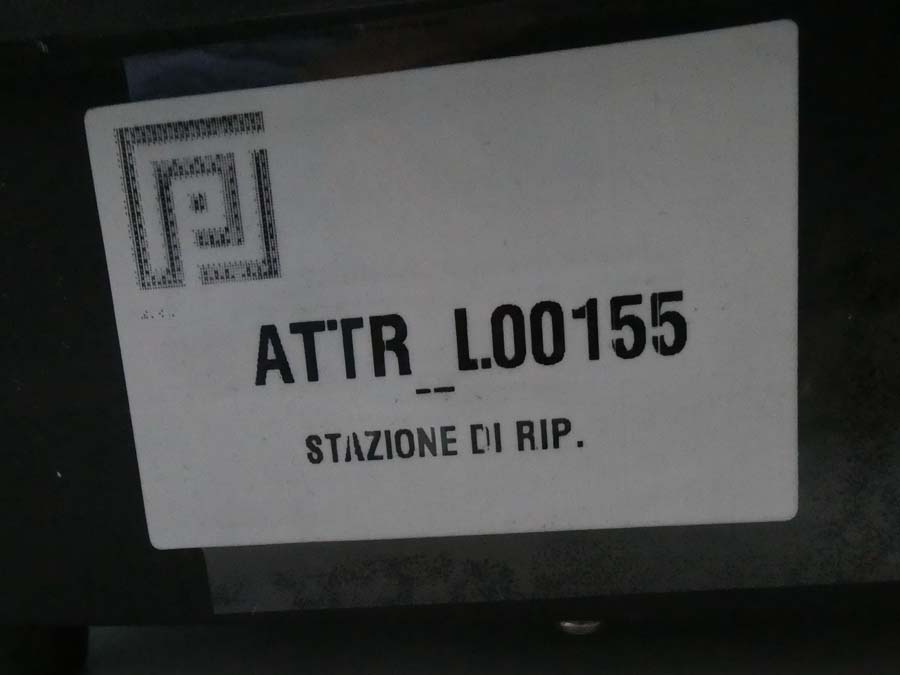 ATTR_L00155
STAZIONE DI RIP.